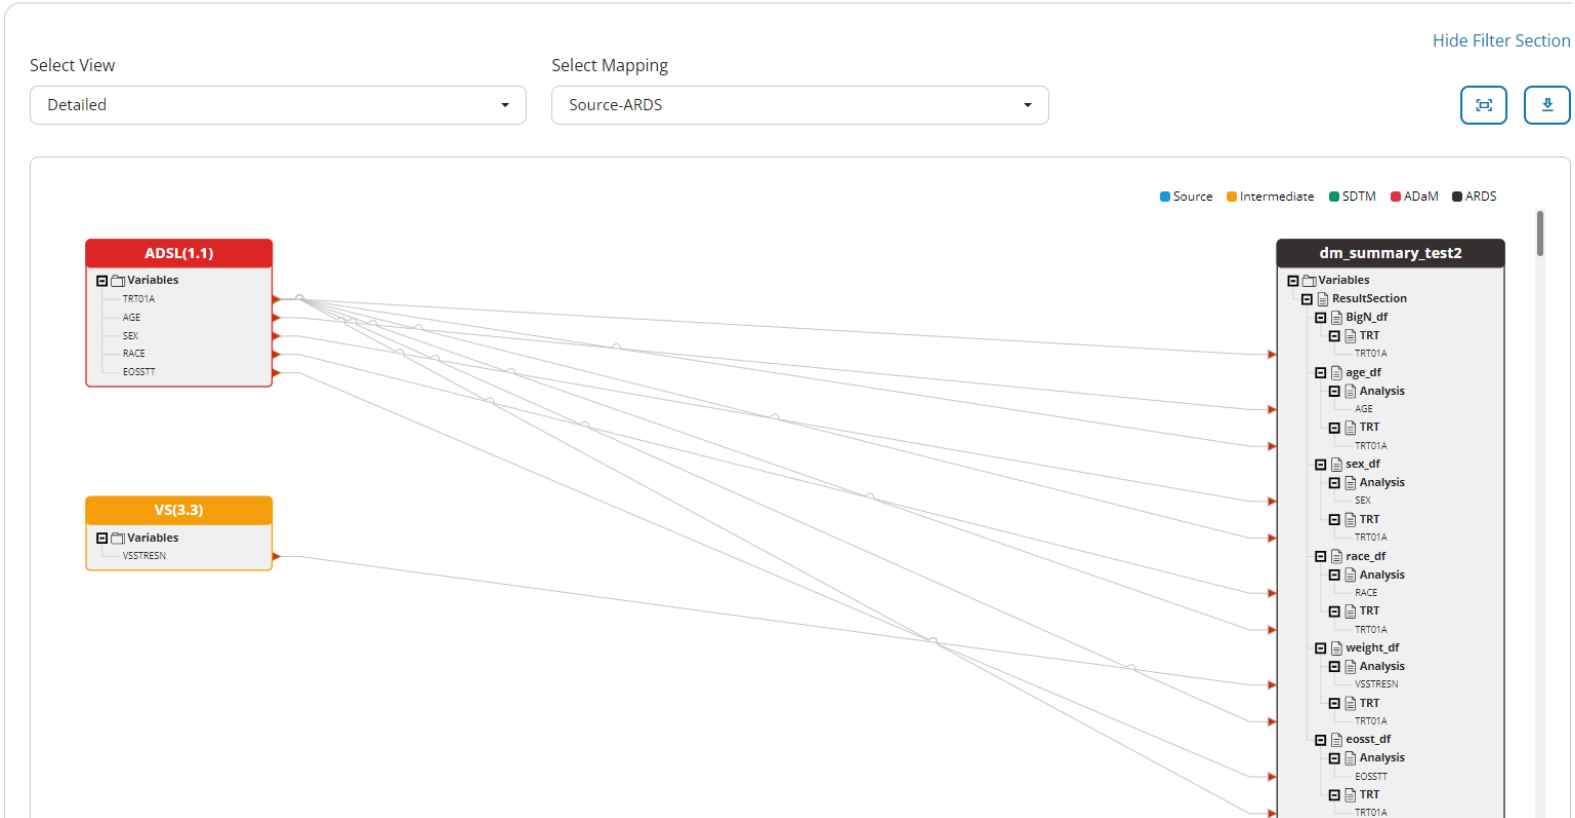 Hide Filter Section
Select View
Select Mapping
Detailed
Source-ARDS
Source Intermediate SDTM ADaM ARDS
ADSL(1.1)
Variables
TRT01A
AGE
SEX
RACE
EOSSTT
VS(3.3)
Variables
VSSTRESN
dm_summary_test2
Variables
ResultSection
BigN_df
TRT
TRT01A
age_df
Analysis
AGE
TRT
TRT01A
sex_df
Analysis
SEX
TRT
TRT01A
race_df
Analysis
RACE
TRT
TRT01A
weight_df
Analysis
VSSTRESN
TRT
TRT01A
eosst_df
Analysis
EOSSTT
TRT
TRT01A